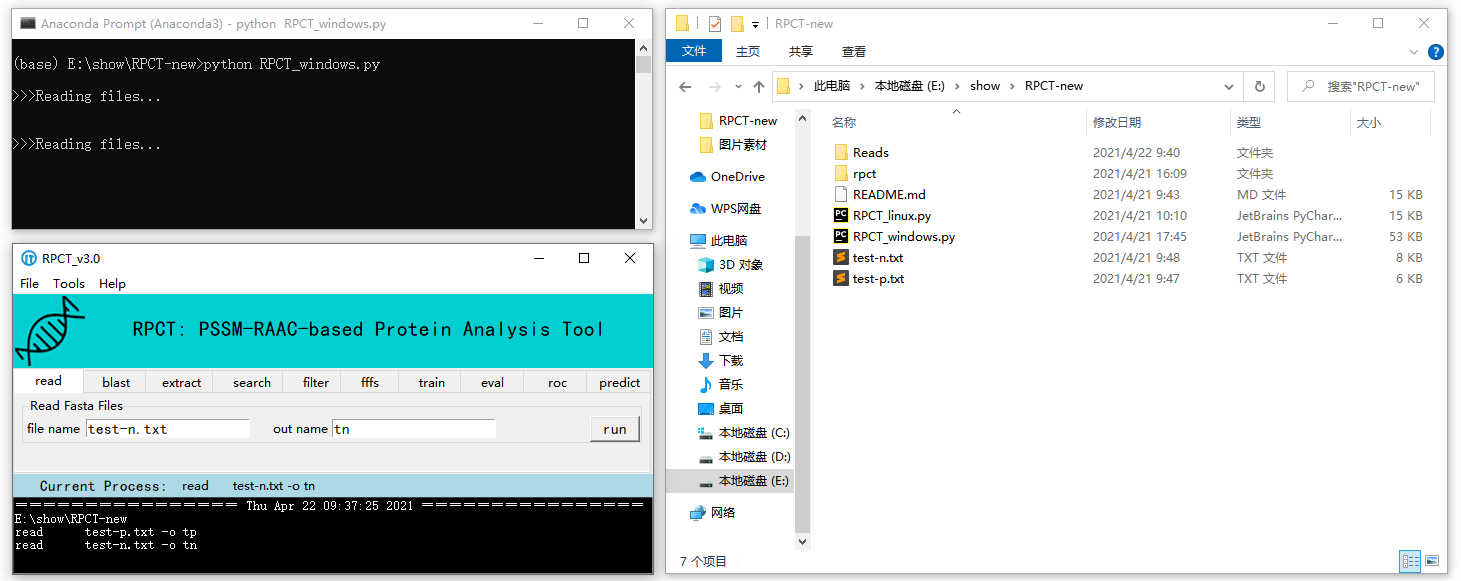 Anaconda Prompt (Anaconda3) - python RPCT_windows.py
(base) E:\show\RPCT-new>python RPCT_windows.py
>>>Reading files...
>>>Reading files...
RPCT_v3.0
File Tools Help
RPCT: PSSM-RAAC-based Protein Analysis Tool
read blast extract search filter fffs train eval roc predict
Read Fasta Files
file name test-n.txt out name tn run
Current Process: read test-n.txt -o tn
==================== Thu Apr 22 09:37:25 2021 ====================
E:\show\RPCT-new
read test-p.txt -o tp
read test-n.txt -o tn
RPCT-new
文件 主页 共享 查看
此电脑 › 本地磁盘 (E:) › show › RPCT-new
搜索"RPCT-new"
RPCT-new
图片素材
OneDrive
WPS网盘
此电脑
3D 对象
视频
图片
文档
下载
音乐
桌面
本地磁盘 (C:)
本地磁盘 (D:)
本地磁盘 (E:)
网络
名称 修改日期 类型 大小
Reads 2021/4/22 9:40 文件夹
rpct 2021/4/21 16:09 文件夹
README.md 2021/4/21 9:43 MD 文件 15 KB
RPCT_linux.py 2021/4/21 10:10 JetBrains PyChar... 15 KB
RPCT_windows.py 2021/4/21 17:45 JetBrains PyChar... 53 KB
test-n.txt 2021/4/21 9:48 TXT 文件 8 KB
test-p.txt 2021/4/21 9:47 TXT 文件 6 KB
7 个项目